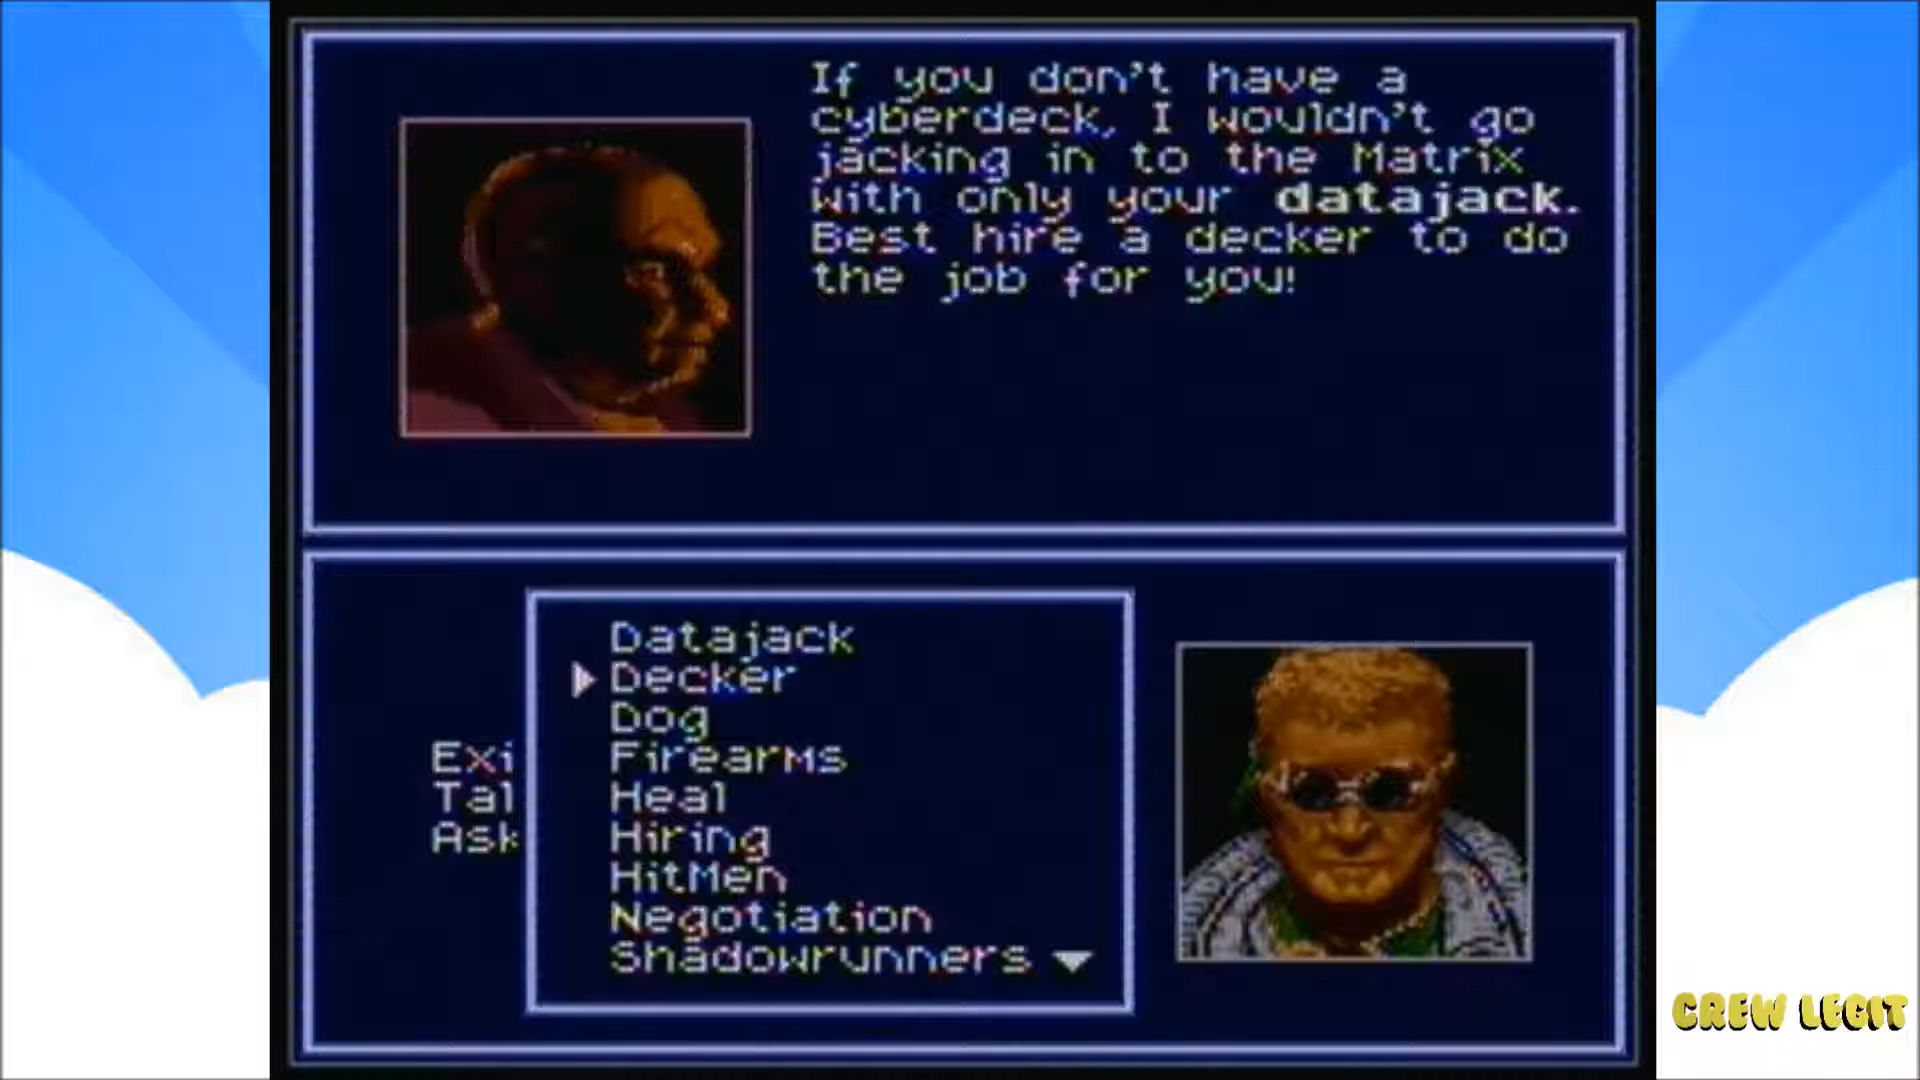 If you don't have a
cyberdeck, I wouldn't go
jacking in to the Matrix
with only your datajack.
Best hire a decker to do
the job for you!
Datajack
Decker
Dog
Exi
Firearms
Tal
Heal
Ask
Hiring
HitMen
Negotiation
Shadowrunners
CREW LEGIT